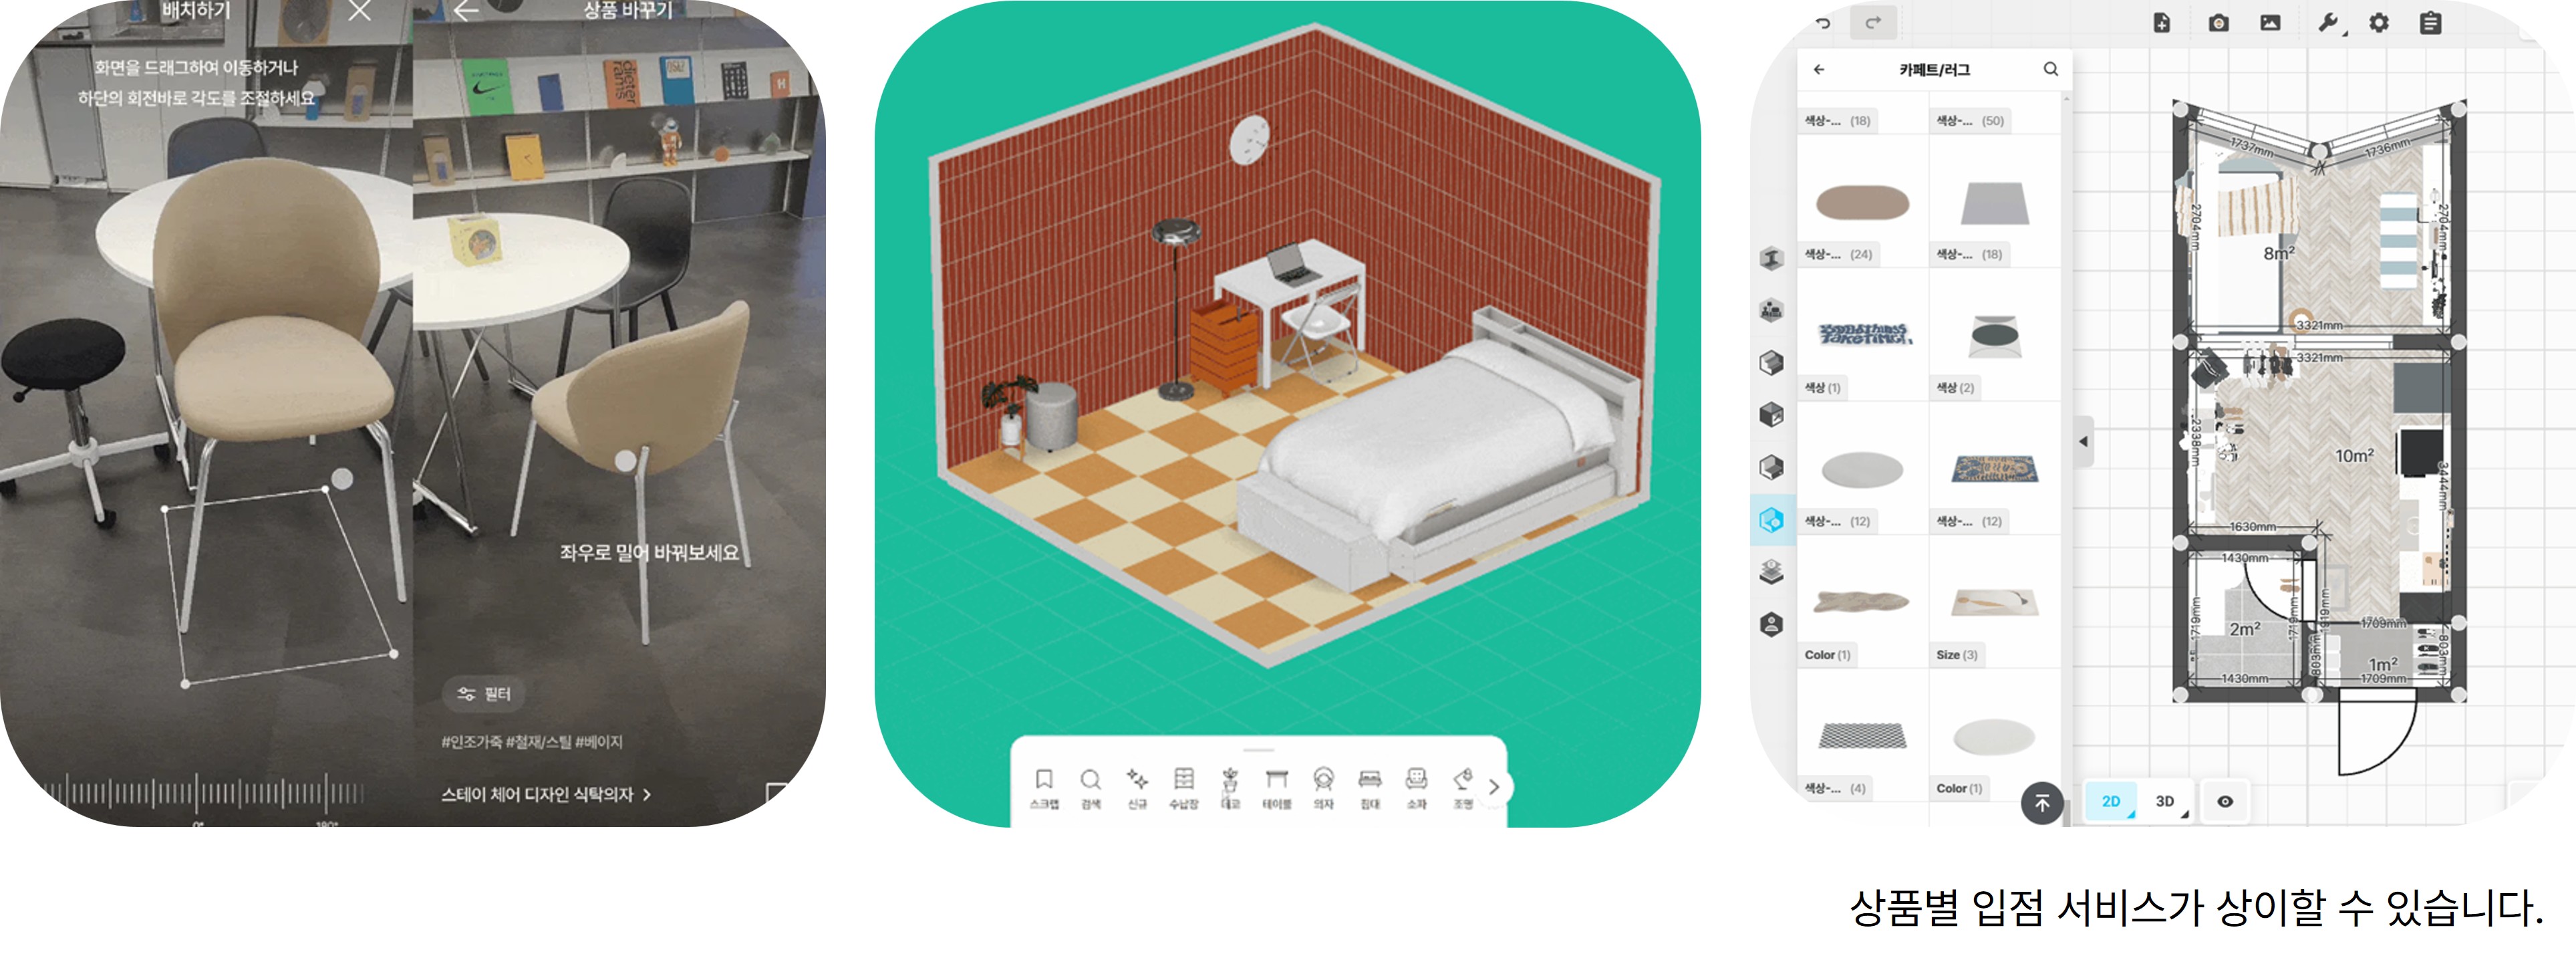 배치하기
화면을 드래그하여 이동하거나
하단의 회전바로 각도를 조절하세요
0°
180°
상품 바꾸기
dieter
rams
좌우로 밀어 바꿔보세요
필터
#인조가죽 #철재/스틸 #베이지
스테이 체어 디자인 식탁의자
스크랩 검색 신규 수납장 데코 테이블 의자 침대 소파 조명
카페트/러그
색상-... (18) 색상-... (50)
색상-... (24) 색상-... (18)
색상 (1) 색상 (2)
색상-... (12) 색상-... (12)
Color (1) Size (3)
색상-... (4) Color (1)
1737mm 1736mm
2704mm 2704mm
8m²
3321mm
3321mm
2338mm
10m²
3444mm
1630mm
1430mm
1719mm 1719mm 1919mm
2m²
1709mm
803mm 803mm
1m²
1430mm 1709mm
2D 3D
상품별 입점 서비스가 상이할 수 있습니다.